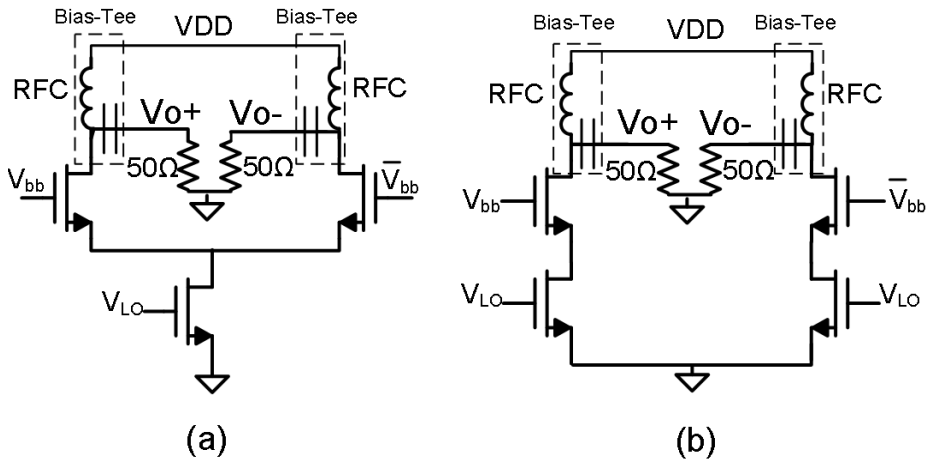 Bias-Tee
Bias-Tee
VDD
RFC
RFC
Vo+
Vo-
50Ω
50Ω
Vbb
V̅bb
VLO
(a)
Bias-Tee
Bias-Tee
VDD
RFC
RFC
Vo+
Vo-
50Ω
50Ω
Vbb
V̅bb
VLO
VLO
(b)